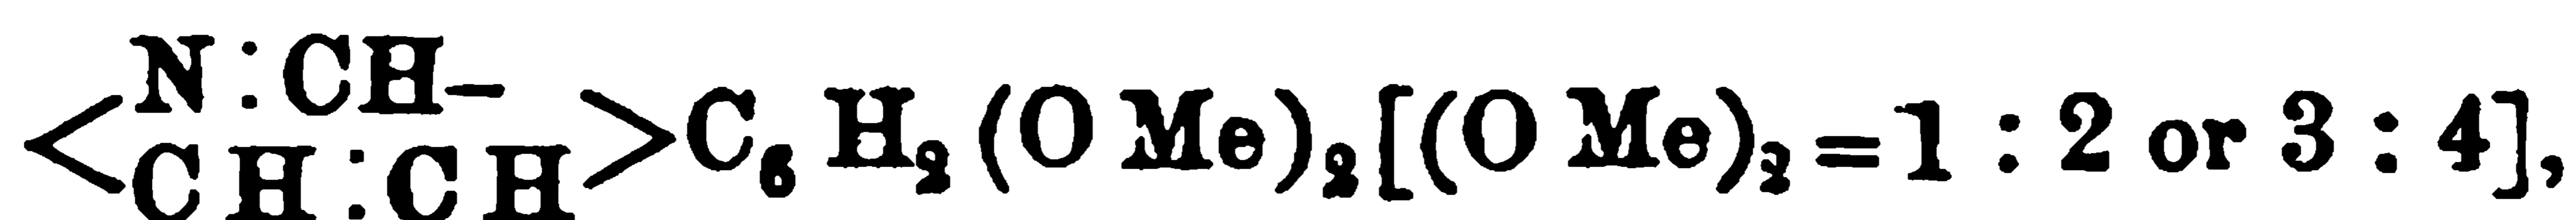 N:CH-
<CH:CH>C₆H₂(OMe)₂[(OMe)₂=1:2 or 3:4],